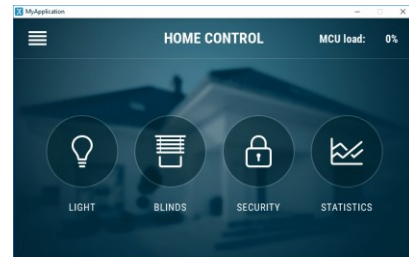 MyApplication
HOME CONTROL
MCU load: 0%
LIGHT
BLINDS
SECURITY
STATISTICS